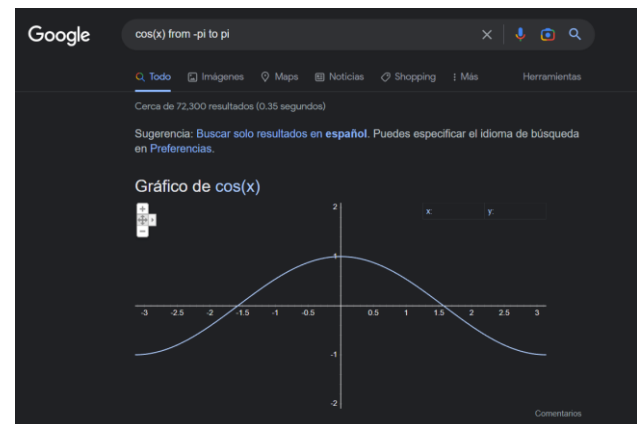 Google
cos(x) from -pi to pi
Todo Imágenes Maps Noticias Shopping Más Herramientas
Cerca de 72,300 resultados (0.35 segundos)
Sugerencia: Buscar solo resultados en español. Puedes especificar el idioma de búsqueda
en Preferencias.
Gráfico de cos(x)
x: y:
2
1
-3 -2.5 -2 -1.5 -1 -0.5 0.5 1 1.5 2 2.5 3
-1
-2
Comentarios